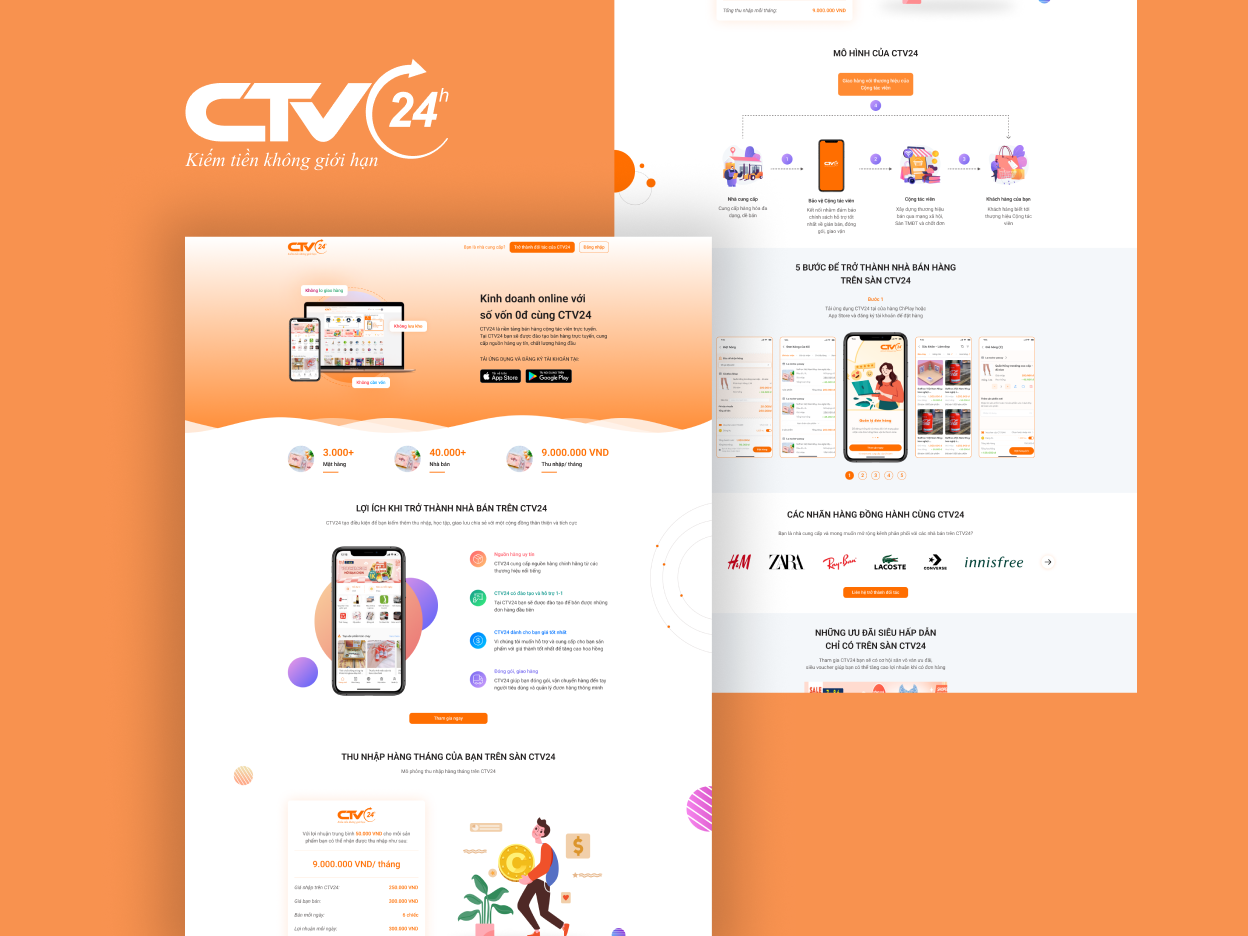 CTV 24h
Kiếm tiền không giới hạn
CTV 24
Bạn là nhà cung cấp?
Trở thành đối tác của CTV24
Đăng nhập
Không lo giao hàng
Không lưu kho
Không cần vốn
Kinh doanh online với
số vốn 0đ cùng CTV24
CTV24 là nền tảng bán hàng cộng tác viên trực tuyến.
Tại CTV24 bạn sẽ được đào tạo bán hàng trực tuyến, cung
cấp nguồn hàng uy tín, chất lượng hàng đầu
TẢI ỨNG DỤNG VÀ ĐĂNG KÝ TÀI KHOẢN TẠI:
App Store
Google Play
3.000+
Mặt hàng
40.000+
Nhà bán
9.000.000 VND
Thu nhập/ tháng
LỢI ÍCH KHI TRỞ THÀNH NHÀ BÁN TRÊN CTV24
CTV24 tạo điều kiện để bạn kiếm thêm thu nhập, học tập, giao lưu chia sẻ với một cộng đồng thân thiện và tích cực
Nguồn hàng uy tín
CTV24 cung cấp nguồn hàng chính hãng từ các
thương hiệu nổi tiếng
CTV24 có đào tạo và hỗ trợ 1-1
Tại CTV24 bạn sẽ được đào tạo để bán được những
đơn hàng đầu tiên
CTV24 dành cho bạn giá tốt nhất
Vì chúng tôi muốn hỗ trợ và cung cấp cho bạn sản
phẩm với giá thành tốt nhất để tăng cao hoa hồng
Đóng gói, giao hàng
CTV24 giúp bạn đóng gói, vận chuyển hàng đến tay
người tiêu dùng và quản lý đươn hàng thông minh
Tham gia ngay
THU NHẬP HÀNG THÁNG CỦA BẠN TRÊN SÀN CTV24
Mô phỏng thu nhập hàng tháng trên CTV24
CTV 24
Với lợi nhuận trung bình 50.000 VND cho mỗi sản
phẩm bạn có thể nhận được thu nhập như sau:
9.000.000 VND/ tháng
Giá nhập trên CTV24: 250.000 VND
Giá bạn bán: 300.000 VND
Bán mỗi ngày: 6 chiếc
Lợi nhuận mỗi ngày: 300.000 VND
Tổng thu nhập mỗi tháng: 9.000.000 VND
MÔ HÌNH CỦA CTV24
Giao hàng với thương hiệu của
Cộng tác viên
4
1
2
3
Nhà cung cấp
Cung cấp hàng hóa đa
dạng, dễ bán
Bảo vệ Cộng tác viên
Kết nối nhằm đảm bảo
chính sách hỗ trợ tốt
nhất về giản bán, đóng
gói, giao vận
Cộng tác viên
Xây dựng thương hiệu
bán qua mạng xã hội,
Sàn TMĐT và chốt đơn
Khách hàng của bạn
Khách hàng biết tới
thương hiệu Cộng tác
viên
5 BƯỚC ĐỂ TRỞ THÀNH NHÀ BÁN HÀNG
TRÊN SÀN CTV24
Bước 1
Tải ứng dụng CTV24 tại cửa hàng ChPlay hoặc
App Store và đăng ký tài khoản để đặt hàng
CTV 24
Quản lý đơn hàng
1 2 3 4 5
CÁC NHÃN HÀNG ĐỒNG HÀNH CÙNG CTV24
Bạn là nhà cung cấp và mong muốn mở rộng kênh phân phối với các nhà bán trên CTV24?
H&M ZARA Ray-Ban LACOSTE CONVERSE innisfree
Liên hệ trở thành đối tác
NHỮNG ƯU ĐÃI SIÊU HẤP DẪN
CHỈ CÓ TRÊN SÀN CTV24
Tham gia CTV24 bạn sẽ có cơ hội săn vô vàn ưu đãi,
siêu voucher giúp bạn có thể tăng cao lợi nhuận khi có đơn hàng
SALE